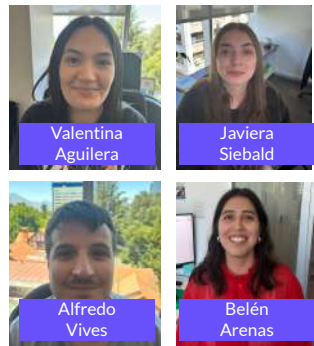 Valentina
Aguilera
Javiera
Siebald
Alfredo
Vives
Belén
Arenas